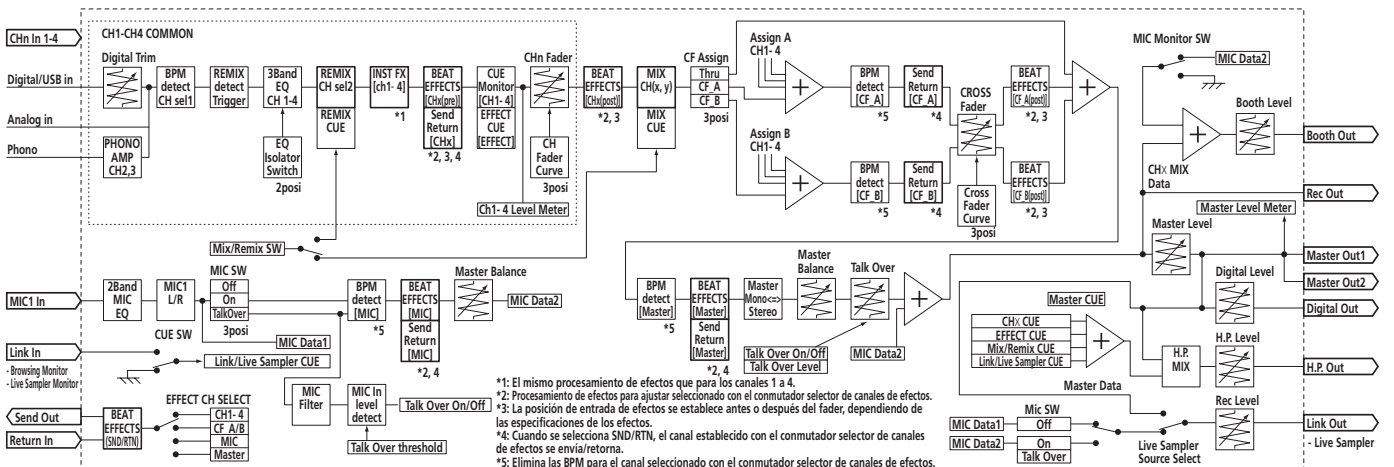 CHn In 1-4
CH1-CH4 COMMON
Digital/USB in
Analog in
Phono
Digital Trim
PHONO
AMP
CH2,3
BPM
detect
CH sel1
REMIX
detect
Trigger
3Band
EQ
CH 1-4
EQ
Isolator
Switch
2posi
REMIX
CH sel2
REMIX
CUE
INST FX
[ch1- 4]
*1
BEAT
EFFECTS
[CHx(pre)]
Send
Return
[CHx]
*2, 3, 4
CUE
Monitor
[CH1- 4]
EFFECT
CUE
[EFFECT]
CHn Fader
CH
Fader
Curve
3posi
Ch1- 4 Level Meter
BEAT
EFFECTS
[CHx(post)]
*2, 3
MIX
CH(x, y)
MIX
CUE
CF Assign
Thru
CF_A
CF_B
3posi
Assign A
CH1- 4
+
Assign B
CH1- 4
+
BPM
detect
[CF_A]
*5
Send
Return
[CF_A]
*4
BPM
detect
[CF_B]
*5
Send
Return
[CF_B]
*4
CROSS
Fader
Cross
Fader
Curve
3posi
BEAT
EFFECTS
[CF_A(post)]
*2, 3
BEAT
EFFECTS
[CF_B(post)]
*2, 3
+
MIC Monitor SW
MIC Data2
+
Booth Level
Booth Out
CHX MIX
Data
Rec Out
Master Level Meter
Master Level
Master Out1
Master Out2
Mix/Remix SW
MIC1 In
2Band
MIC
EQ
MIC1
L/R
MIC SW
Off
On
TalkOver
3posi
MIC Data1
BPM
detect
[MIC]
*5
BEAT
EFFECTS
[MIC]
Send
Return
[MIC]
*2, 4
Master Balance
MIC Data2
Link In
- Browsing Monitor
- Live Sampler Monitor
CUE SW
Link/Live Sampler CUE
MIC
Filter
MIC In
level
detect
Talk Over On/Off
Talk Over threshold
Send Out
Return In
BEAT
EFFECTS
(SND/RTN)
EFFECT CH SELECT
CH1- 4
CF A/B
MIC
Master
BPM
detect
[Master]
*5
BEAT
EFFECTS
[Master]
Send
Return
[Master]
*2, 4
Master
Mono<=>
Stereo
Master
Balance
Talk Over
Talk Over On/Off
Talk Over Level
+
MIC Data2
Digital Level
Digital Out
Master CUE
CHX CUE
EFFECT CUE
Mix/Remix CUE
Link/Live Sampler CUE
+
H.P.
MIX
H.P. Level
H.P. Out
Master Data
Mic SW
MIC Data1
Off
MIC Data2
On
Talk Over
Live Sampler
Source Select
Rec Level
Link Out
- Live Sampler
*1: El mismo procesamiento de efectos que para los canales 1 a 4.
*2: Procesamiento de efectos para ajustar seleccionado con el conmutador selector de canales de efectos.
*3: La posición de entrada de efectos se establece antes o después del fader, dependiendo de
las especificaciones de los efectos.
*4: Cuando se selecciona SND/RTN, el canal establecido con el conmutador selector de canales
de efectos se envía/retorna.
*5: Elimina las BPM para el canal seleccionado con el conmutador selector de canales de efectos.